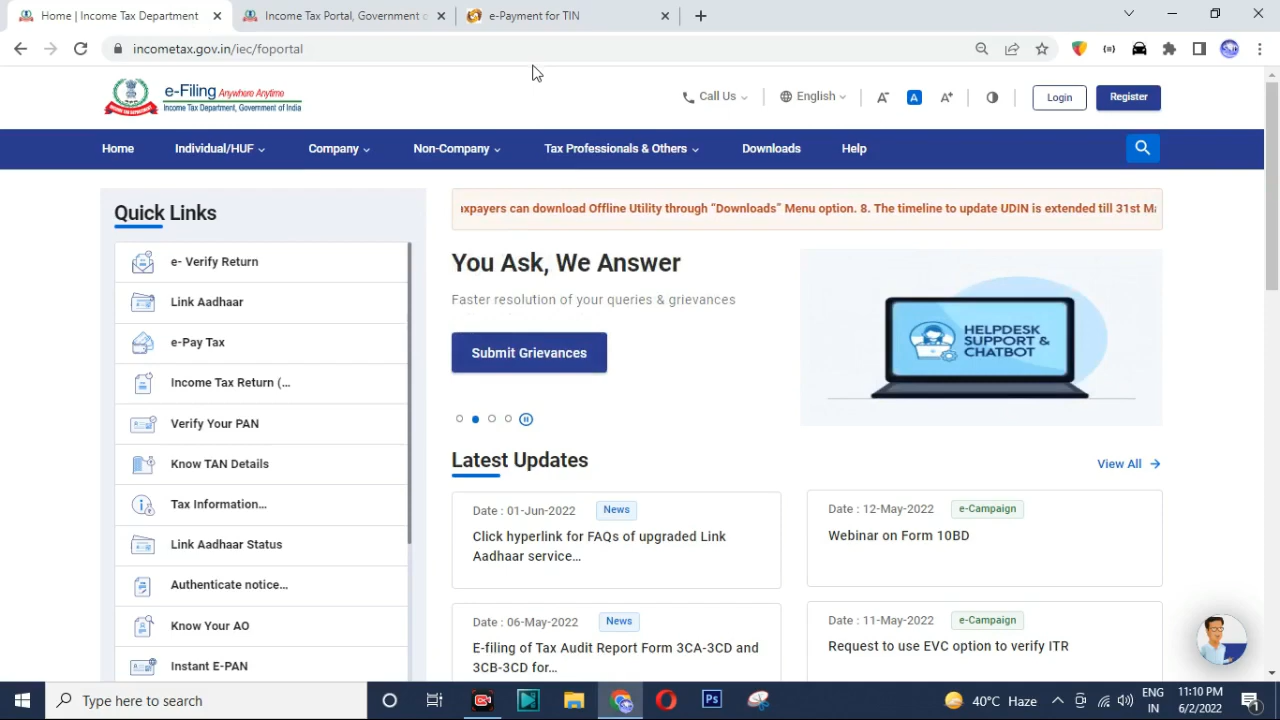 Home | Income Tax Department
Income Tax Portal, Government o
e-Payment for TIN
incometax.gov.in/iec/foportal
e-Filing Anywhere Anytime
Income Tax Department, Government of India
Call Us
English
A-
A
A+
Login
Register
Home
Individual/HUF
Company
Non-Company
Tax Professionals & Others
Downloads
Help
Quick Links
e- Verify Return
Link Aadhaar
e-Pay Tax
Income Tax Return (...
Verify Your PAN
Know TAN Details
Tax Information...
Link Aadhaar Status
Authenticate notice...
Know Your AO
Instant E-PAN
axpayers can download Offline Utility through “Downloads” Menu option. 8. The timeline to update UDIN is extended till 31st Ma
You Ask, We Answer
Faster resolution of your queries & grievances
Submit Grievances
HELPDESK
SUPPORT &
CHATBOT
Latest Updates
View All
Date : 01-Jun-2022 News
Click hyperlink for FAQs of upgraded Link
Aadhaar service...
Date : 12-May-2022 e-Campaign
Webinar on Form 10BD
Date : 06-May-2022 News
E-filing of Tax Audit Report Form 3CA-3CD and
3CB-3CD for...
Date : 11-May-2022 e-Campaign
Request to use EVC option to verify ITR
Type here to search
Ps
40°C Haze
ENG
IN
11:10 PM
6/2/2022
1